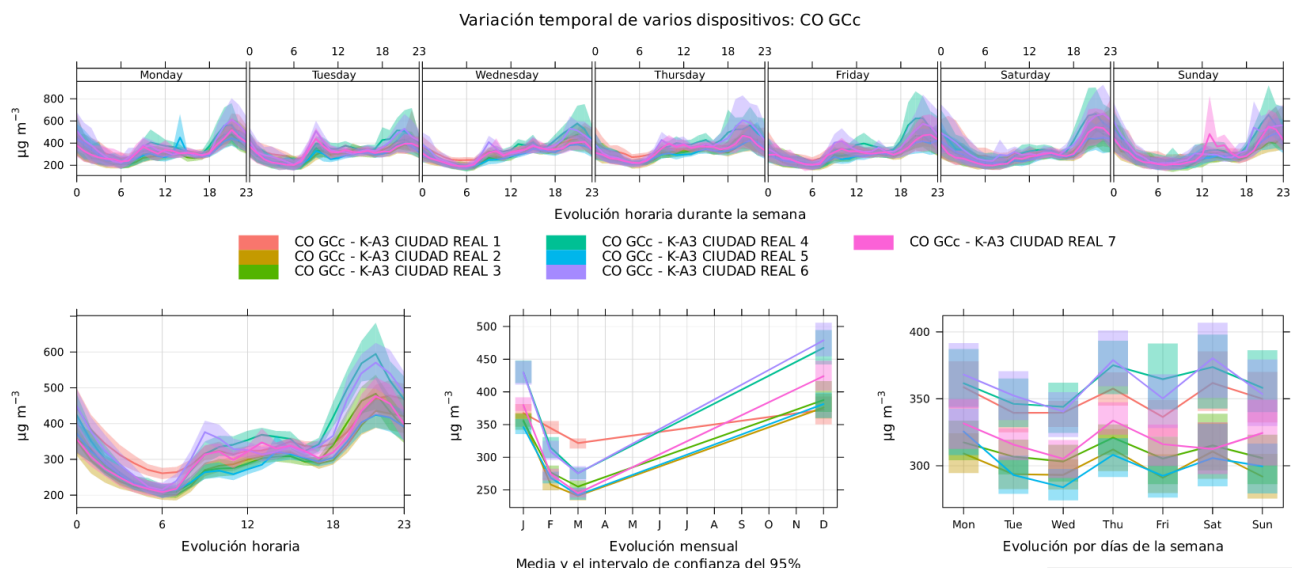 Variación temporal de varios dispositivos: CO GCc
0 6 12 18 23 0 6 12 18 23 0 6 12 18 23
Monday Tuesday Wednesday Thursday Friday Saturday Sunday
µg m⁻³
800
600
400
200
0 6 12 18 23 0 6 12 18 23 0 6 12 18 23 0 6 12 18 23
Evolución horaria durante la semana
CO GCc - K-A3 CIUDAD REAL 1
CO GCc - K-A3 CIUDAD REAL 2
CO GCc - K-A3 CIUDAD REAL 3
CO GCc - K-A3 CIUDAD REAL 4
CO GCc - K-A3 CIUDAD REAL 5
CO GCc - K-A3 CIUDAD REAL 6
CO GCc - K-A3 CIUDAD REAL 7
µg m⁻³
600
500
400
300
200
0 6 12 18 23
Evolución horaria
µg m⁻³
500
450
400
350
300
250
J F M A M J J A S O N D
Evolución mensual
Media y el intervalo de confianza del 95%
µg m⁻³
400
350
300
Mon Tue Wed Thu Fri Sat Sun
Evolución por días de la semana